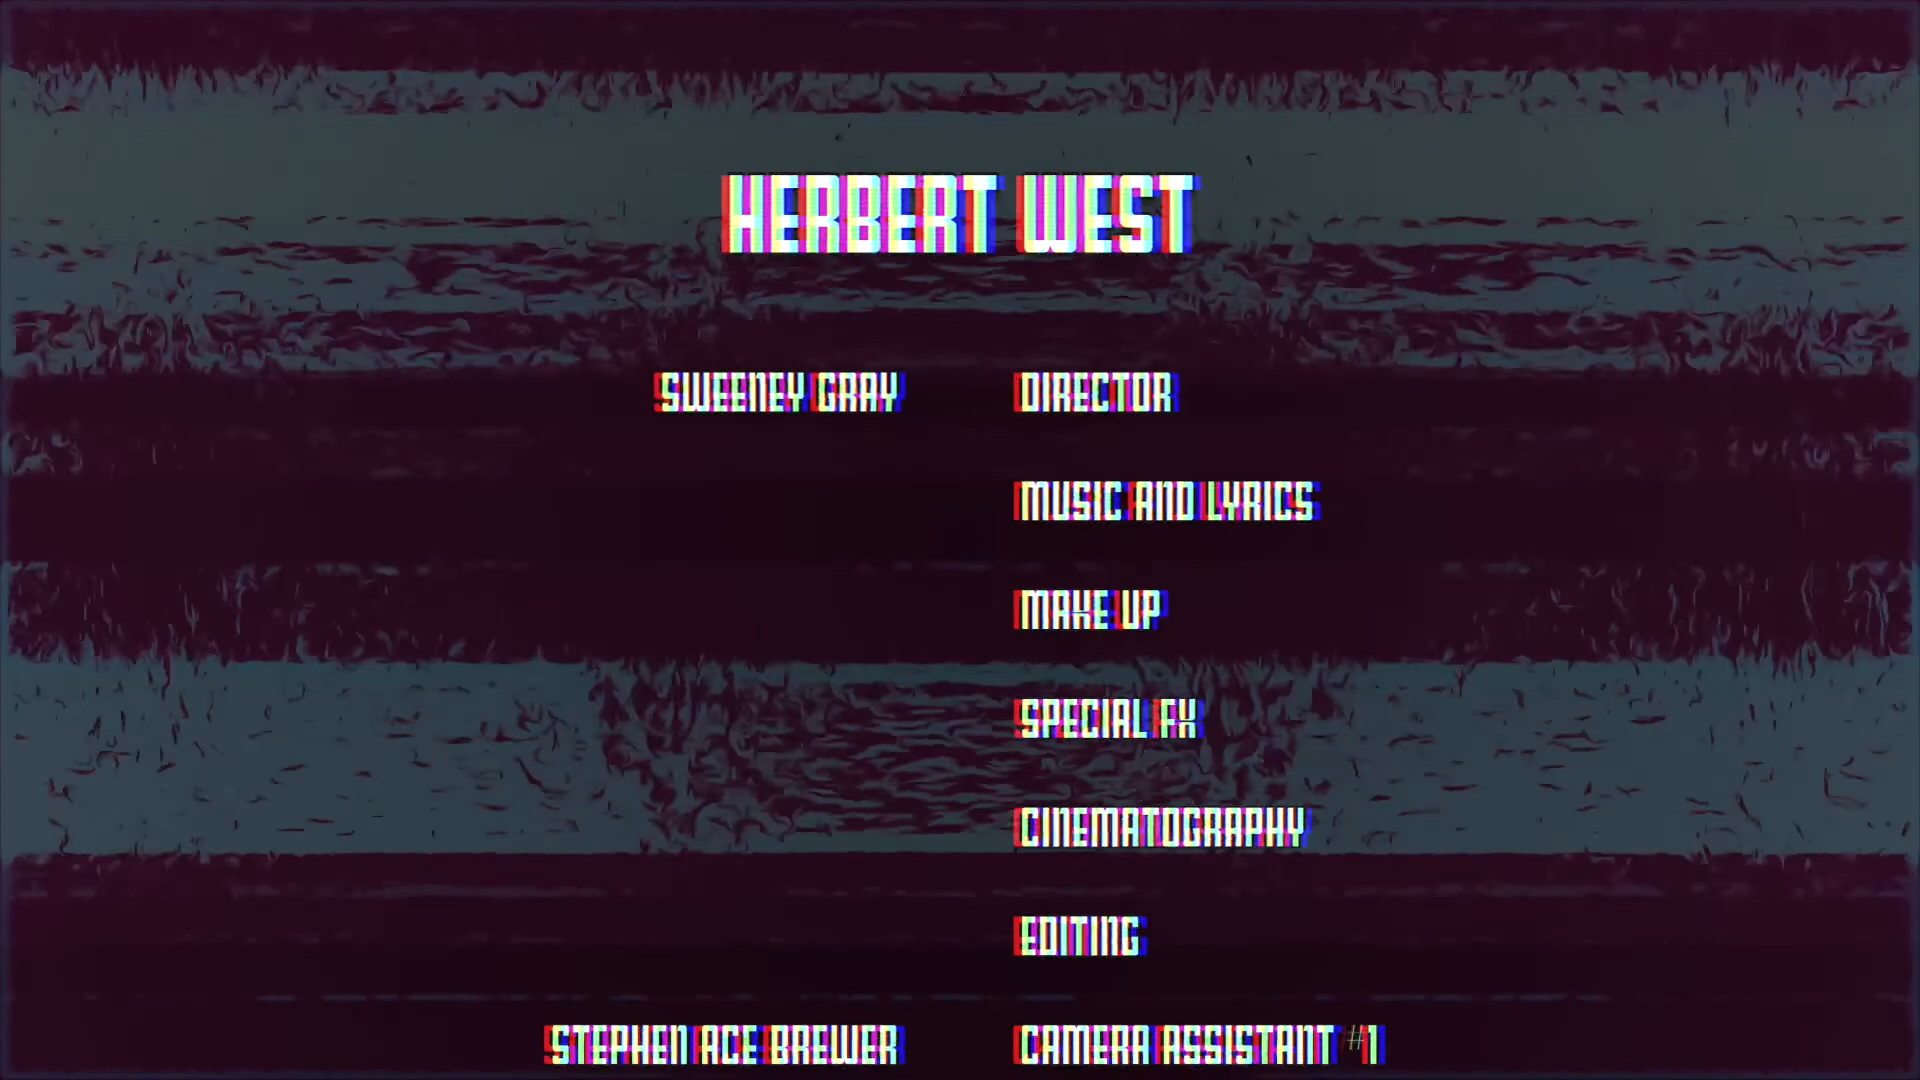 HERBERT WEST
SWEENEY GRAY DIRECTOR
MUSIC AND LYRICS
MAKE UP
SPECIAL FX
CINEMATOGRAPHY
EDITING
STEPHEN ACE BREWER CAMERA ASSISTANT #1